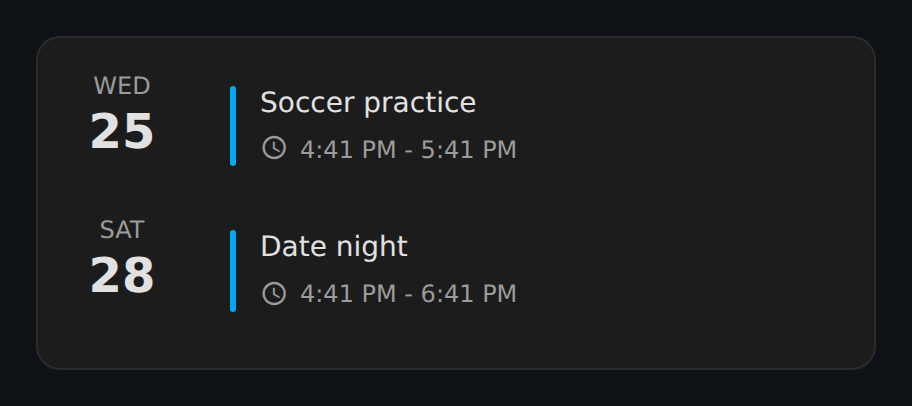 WED
25
Soccer practice
4:41 PM - 5:41 PM
SAT
28
Date night
4:41 PM - 6:41 PM